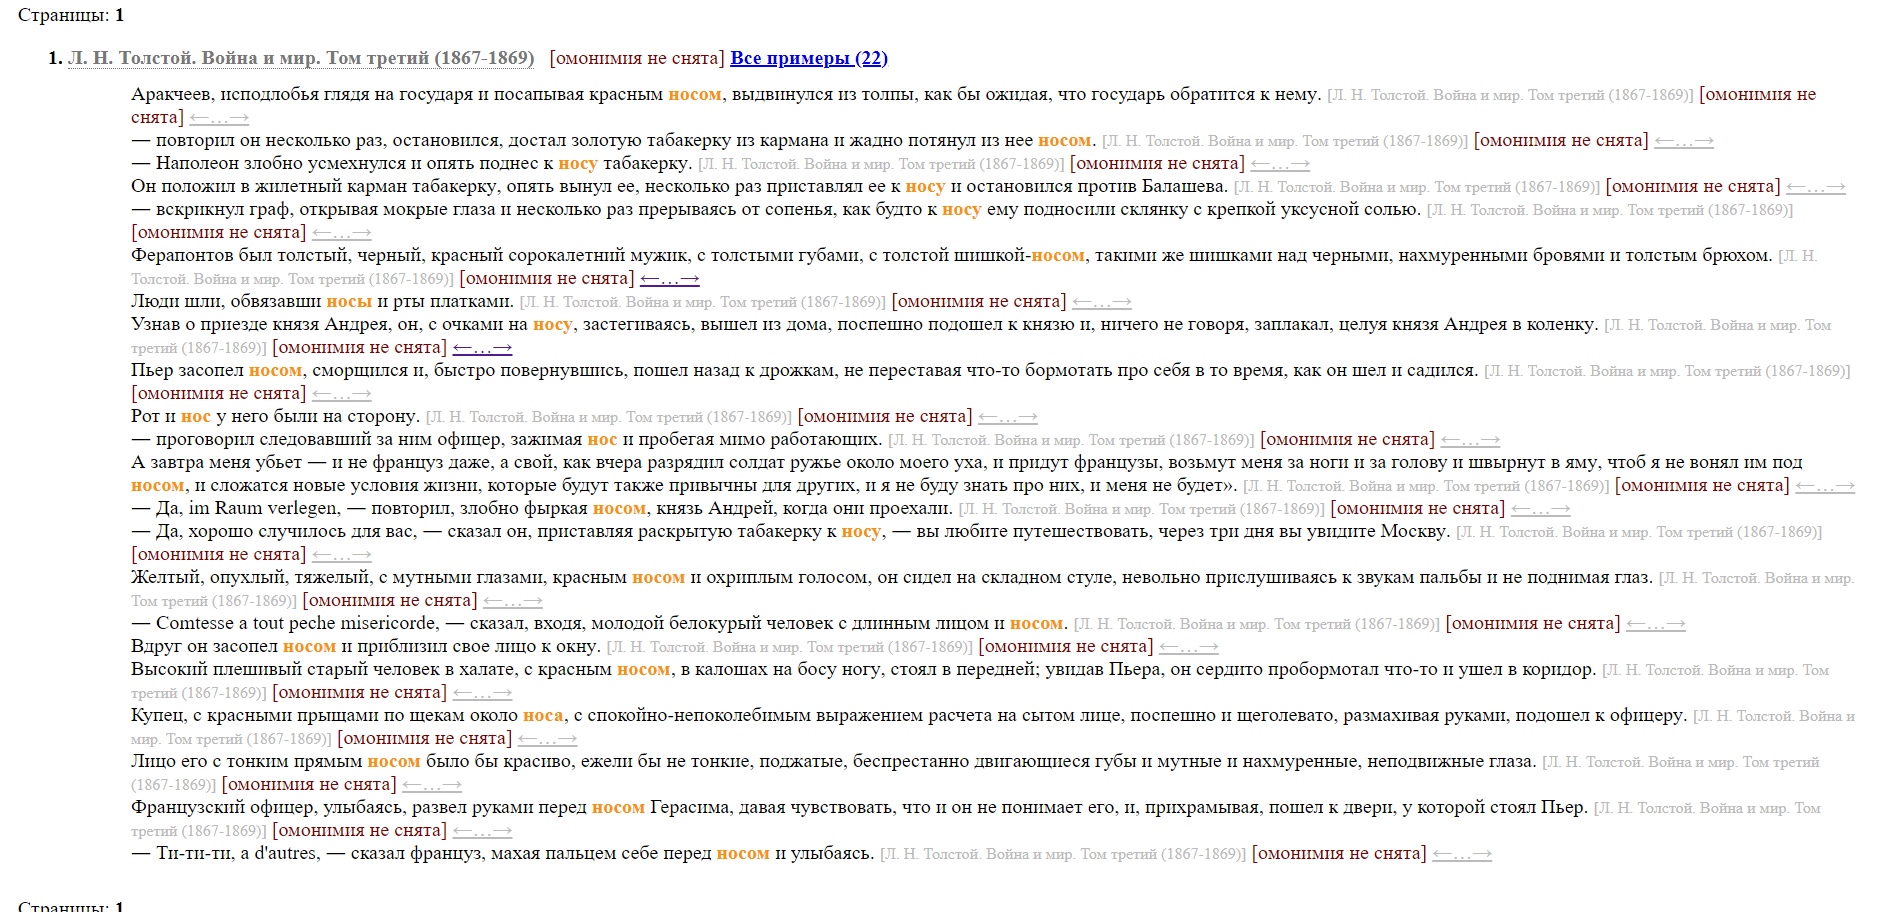 Страницы: 1
1. Л. Н. Толстой. Война и мир. Том третий (1867-1869) [омонимия не снята] Все примеры (22)
Аракчеев, исподлобья глядя на государя и посапывая красным носом, выдвинулся из толпы, как бы ожидая, что государь обратится к нему. [Л. Н. Толстой. Война и мир. Том третий (1867-1869)] [омонимия не
снята] ←…→
— повторил он несколько раз, остановился, достал золотую табакерку из кармана и жадно потянул из нее носом. [Л. Н. Толстой. Война и мир. Том третий (1867-1869)] [омонимия не снята] ←…→
— Наполеон злобно усмехнулся и опять поднес к носу табакерку. [Л. Н. Толстой. Война и мир. Том третий (1867-1869)] [омонимия не снята] ←…→
Он положил в жилетный карман табакерку, опять вынул ее, несколько раз приставлял ее к носу и остановился против Балашева. [Л. Н. Толстой. Война и мир. Том третий (1867-1869)] [омонимия не снята] ←…→
— вскрикнул граф, открывая мокрые глаза и несколько раз прерываясь от сопенья, как будто к носу ему подносили склянку с крепкой уксусной солью. [Л. Н. Толстой. Война и мир. Том третий (1867-1869)]
[омонимия не снята] ←…→
Ферапонтов был толстый, черный, красный сорокалетний мужик, с толстыми губами, с толстой шишкой-носом, такими же шишками над черными, нахмуренными бровями и толстым брюхом. [Л. Н.
Толстой. Война и мир. Том третий (1867-1869)] [омонимия не снята] ←…→
Люди шли, обвязавши носы и рты платками. [Л. Н. Толстой. Война и мир. Том третий (1867-1869)] [омонимия не снята] ←…→
Узнав о приезде князя Андрея, он, с очками на носу, застегиваясь, вышел из дома, поспешно подошел к князю и, ничего не говоря, заплакал, целуя князя Андрея в коленку. [Л. Н. Толстой. Война и мир. Том
третий (1867-1869)] [омонимия не снята] ←…→
Пьер засопел носом, сморщился и, быстро повернувшись, пошел назад к дрожкам, не переставая что-то бормотать про себя в то время, как он шел и садился. [Л. Н. Толстой. Война и мир. Том третий (1867-1869)]
[омонимия не снята] ←…→
Рот и нос у него были на сторону. [Л. Н. Толстой. Война и мир. Том третий (1867-1869)] [омонимия не снята] ←…→
— проговорил следовавший за ним офицер, зажимая нос и пробегая мимо работающих. [Л. Н. Толстой. Война и мир. Том третий (1867-1869)] [омонимия не снята] ←…→
А завтра меня убьет — и не француз даже, а свой, как вчера разрядил солдат ружье около моего уха, и придут французы, возьмут меня за ноги и за голову и швырнут в яму, чтоб я не вонял им под
носом, и сложатся новые условия жизни, которые будут также привычны для других, и я не буду знать про них, и меня не будет». [Л. Н. Толстой. Война и мир. Том третий (1867-1869)] [омонимия не снята] ←…→
— Да, im Raum verlegen, — повторил, злобно фыркая носом, князь Андрей, когда они проехали. [Л. Н. Толстой. Война и мир. Том третий (1867-1869)] [омонимия не снята] ←…→
— Да, хорошо случилось для вас, — сказал он, приставляя раскрытую табакерку к носу, — вы любите путешествовать, через три дня вы увидите Москву. [Л. Н. Толстой. Война и мир. Том третий (1867-1869)]
[омонимия не снята] ←…→
Желтый, опухлый, тяжелый, с мутными глазами, красным носом и охриплым голосом, он сидел на складном стуле, невольно прислушиваясь к звукам пальбы и не поднимая глаз. [Л. Н. Толстой. Война и мир.
Том третий (1867-1869)] [омонимия не снята] ←…→
— Comtesse a tout peche misericorde, — сказал, входя, молодой белокурый человек с длинным лицом и носом. [Л. Н. Толстой. Война и мир. Том третий (1867-1869)] [омонимия не снята] ←…→
Вдруг он засопел носом и приблизил свое лицо к окну. [Л. Н. Толстой. Война и мир. Том третий (1867-1869)] [омонимия не снята] ←…→
Высокий плешивый старый человек в халате, с красным носом, в калошах на босу ногу, стоял в передней; увидав Пьера, он сердито пробормотал что-то и ушел в коридор. [Л. Н. Толстой. Война и мир. Том
третий (1867-1869)] [омонимия не снята] ←…→
Купец, с красными прыщами по щекам около носа, с спокойно-непоколебимым выражением расчета на сытом лице, поспешно и щеголевато, размахивая руками, подошел к офицеру. [Л. Н. Толстой. Война и
мир. Том третий (1867-1869)] [омонимия не снята] ←…→
Лицо его с тонким прямым носом было бы красиво, ежели бы не тонкие, поджатые, беспрестанно двигающиеся губы и мутные и нахмуренные, неподвижные глаза. [Л. Н. Толстой. Война и мир. Том третий
(1867-1869)] [омонимия не снята] ←…→
Французский офицер, улыбаясь, развел руками перед носом Герасима, давая чувствовать, что и он не понимает его, и, прихрамывая, пошел к двери, у которой стоял Пьер. [Л. Н. Толстой. Война и мир. Том
третий (1867-1869)] [омонимия не снята] ←…→
— Ти-ти-ти, а d'autres, — сказал француз, махая пальцем себе перед носом и улыбаясь. [Л. Н. Толстой. Война и мир. Том третий (1867-1869)] [омонимия не снята] ←…→
Страницы: 1